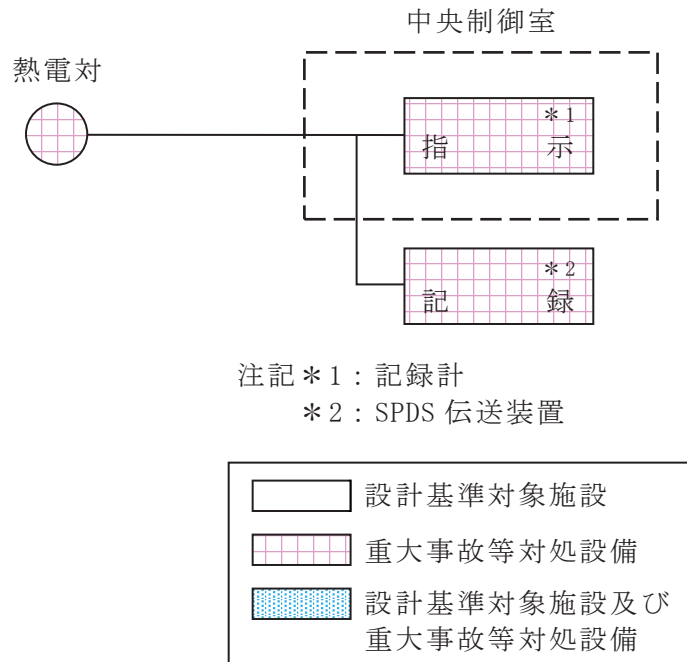 中央制御室
熱電対
＊1
指　　示
＊2
記　　録
注記＊1：記録計
＊2：SPDS 伝送装置
設計基準対象施設
重大事故等対処設備
設計基準対象施設及び
重大事故等対処設備